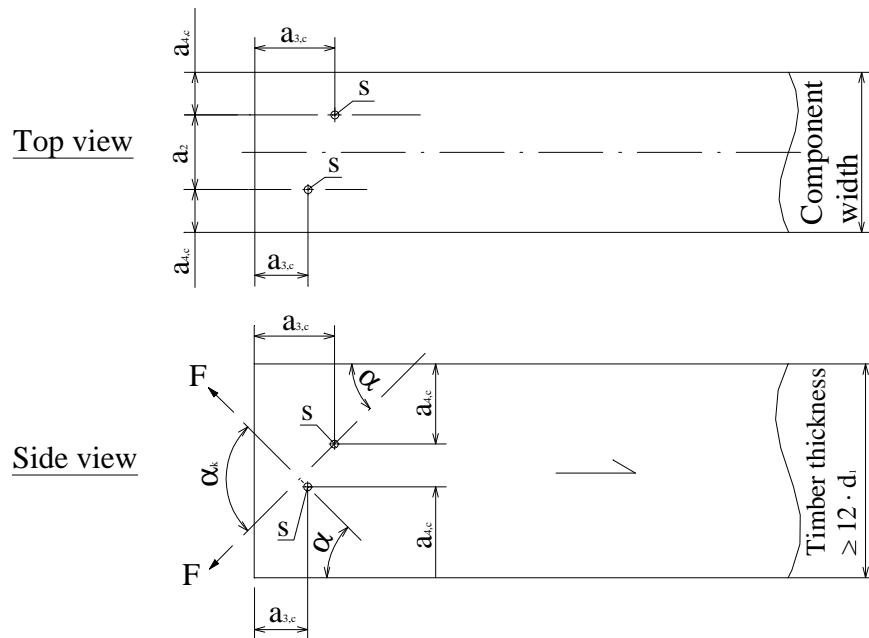 a4,c
a3,c
s
Top view
a2
s
Component
width
a4,c
a3,c
a3,c
F
α
s
a4,c
Side view
αk
s
α
a4,c
Timber thickness
≥ 12 · d1
F
a3,c